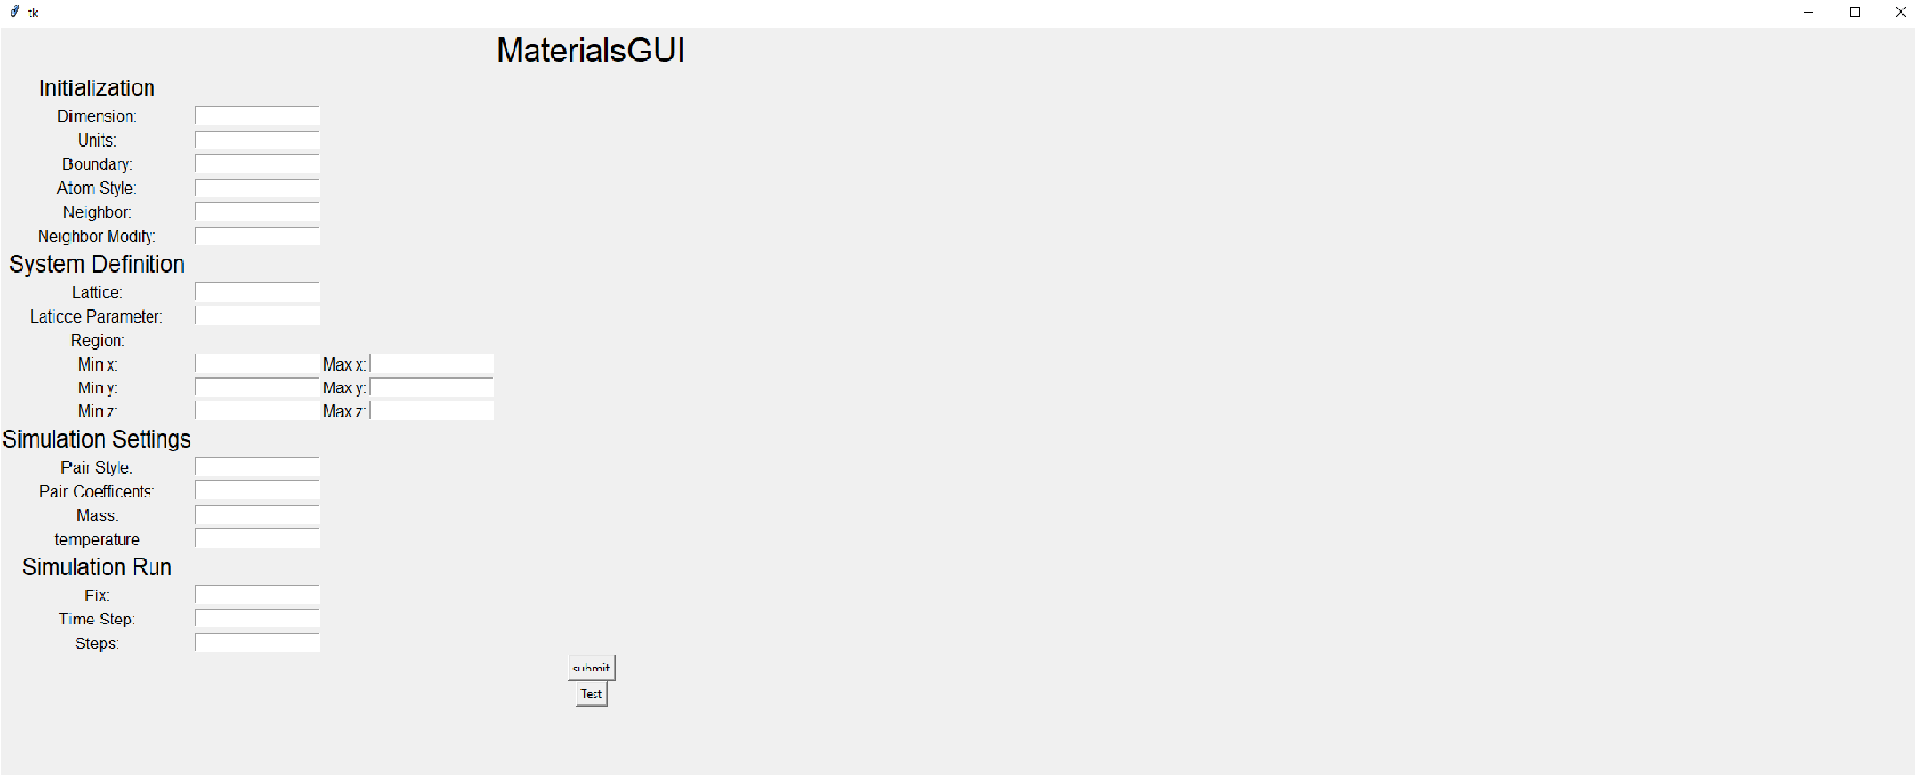 tk
MaterialsGUI
Initialization
Dimension:
Units:
Boundary:
Atom Style:
Neighbor:
Neighbor Modify:
System Definition
Lattice:
Laticce Parameter:
Region:
Min x: Max x:
Min y: Max y:
Min z: Max z:
Simulation Settings
Pair Style:
Pair Coefficents:
Mass:
temperature
Simulation Run
Fix:
Time Step:
Steps:
submit
Test